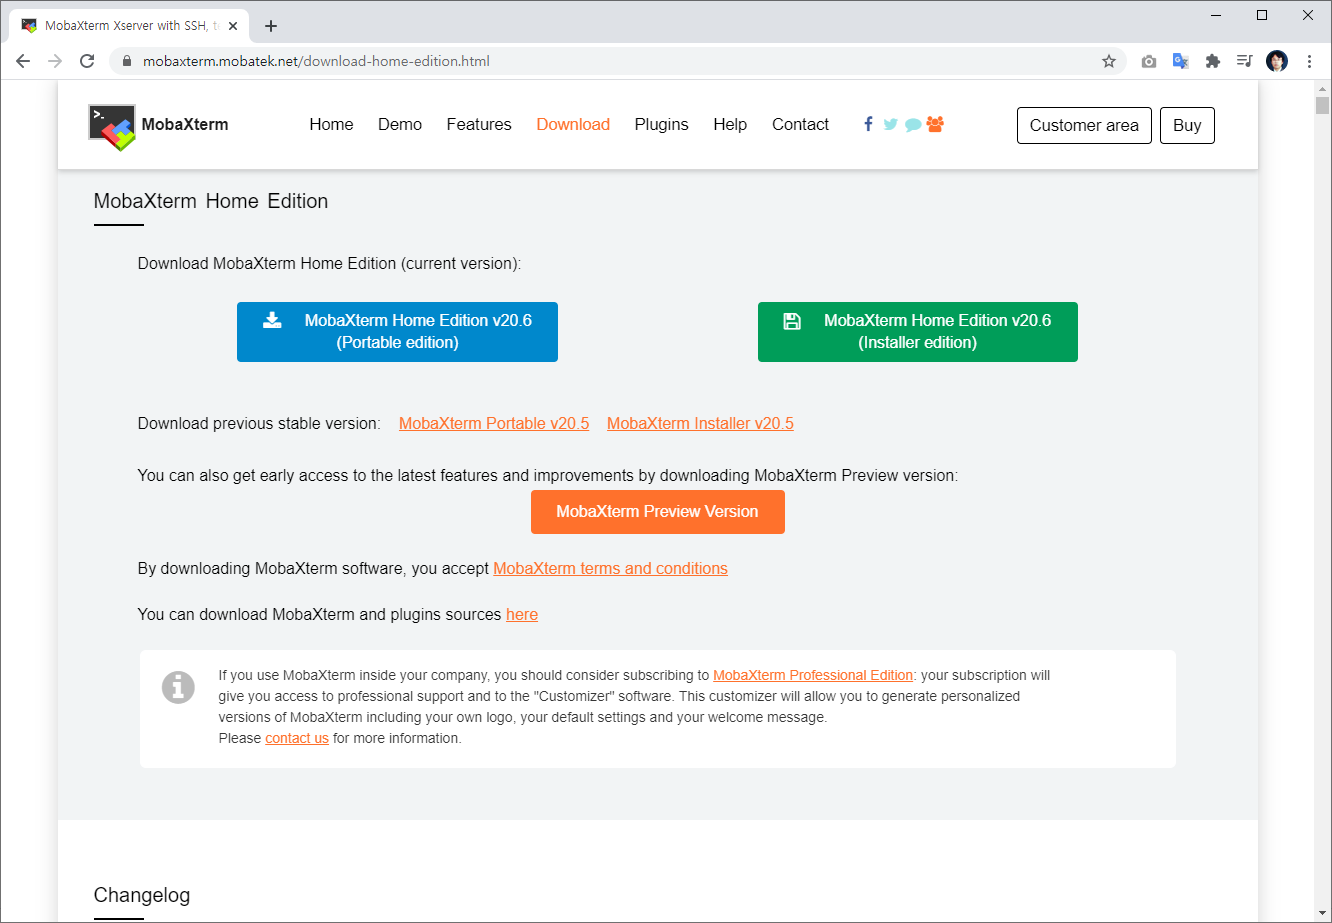 MobaXterm Xserver with SSH, t
mobaxterm.mobatek.net/download-home-edition.html
MobaXterm
Home
Demo
Features
Download
Plugins
Help
Contact
Customer area
Buy
MobaXterm Home Edition
Download MobaXterm Home Edition (current version):
MobaXterm Home Edition v20.6
(Portable edition)
MobaXterm Home Edition v20.6
(Installer edition)
Download previous stable version: MobaXterm Portable v20.5 MobaXterm Installer v20.5
You can also get early access to the latest features and improvements by downloading MobaXterm Preview version:
MobaXterm Preview Version
By downloading MobaXterm software, you accept MobaXterm terms and conditions
You can download MobaXterm and plugins sources here
If you use MobaXterm inside your company, you should consider subscribing to MobaXterm Professional Edition: your subscription will
give you access to professional support and to the "Customizer" software. This customizer will allow you to generate personalized
versions of MobaXterm including your own logo, your default settings and your welcome message.
Please contact us for more information.
Changelog